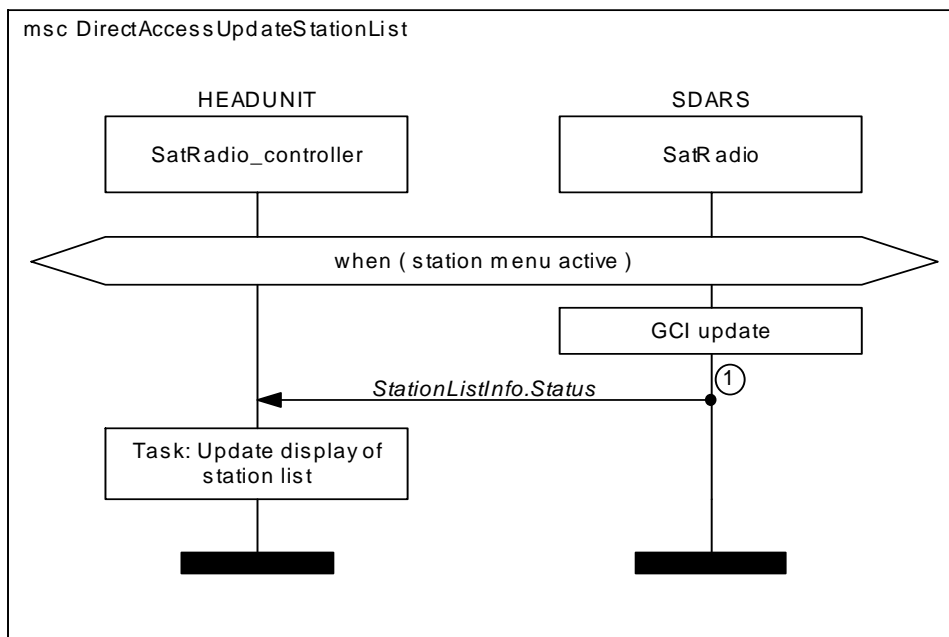 msc DirectAccessUpdateStationList
HEADUNIT
SDARS
SatRadio_controller
SatRadio
when ( station menu active )
GCI update
1
StationListInfo.Status
Task: Update display of
station list